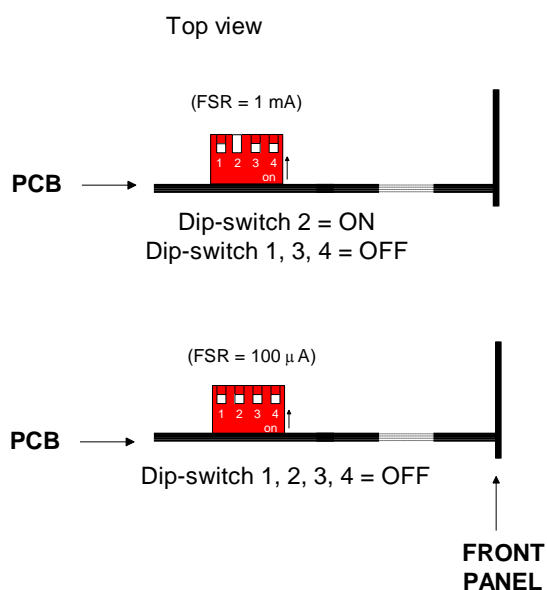 Top view
(FSR = 1 mA)
1 2 3 4
on
PCB
Dip-switch 2 = ON
Dip-switch 1, 3, 4 = OFF
(FSR = 100 μ A)
1 2 3 4
on
PCB
Dip-switch 1, 2, 3, 4 = OFF
FRONT
PANEL